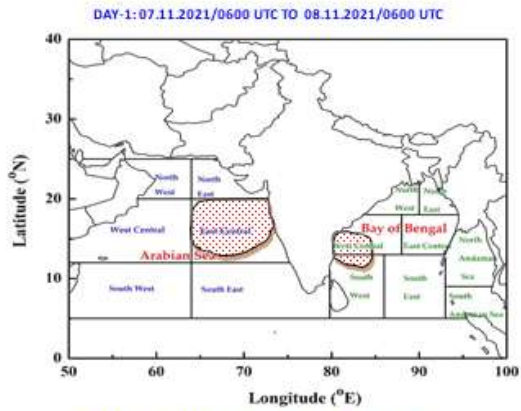 DAY-1: 07.11.2021/0600 UTC TO 08.11.2021/0600 UTC
40
30
20
10
0
Latitude (°N)
North
West
North
East
West Central
East Central
Arabian Sea
South West
South East
North
West
North
East
Bay of Bengal
West Central
East Central
North
Andaman
Sea
South
West
South
East
South
Andaman Sea
50
60
70
80
90
100
Longitude (°E)